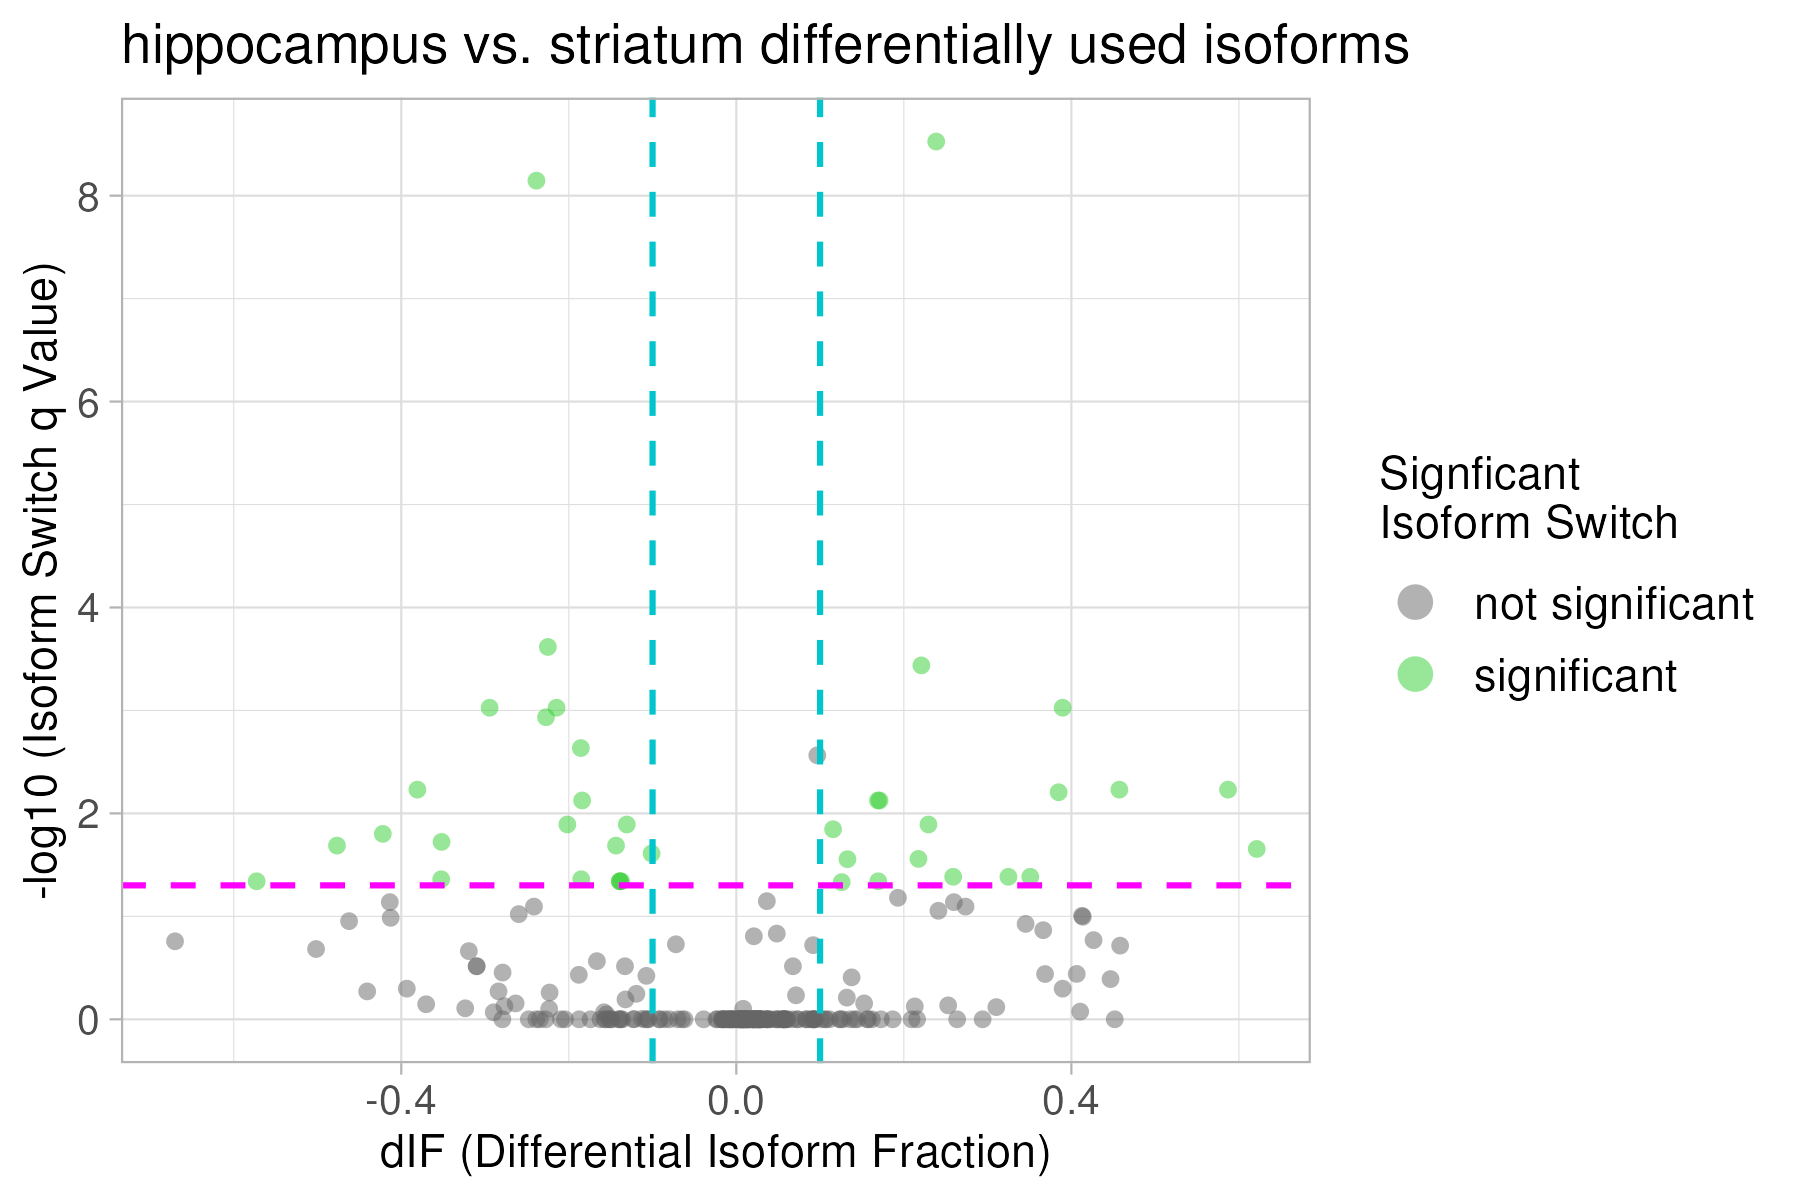 hippocampus vs. striatum differentially used isoforms
-log10 (Isoform Switch q Value)
8
6
4
2
0
-0.4
0.0
0.4
dIF (Differential Isoform Fraction)
Signficant
Isoform Switch
not significant
significant